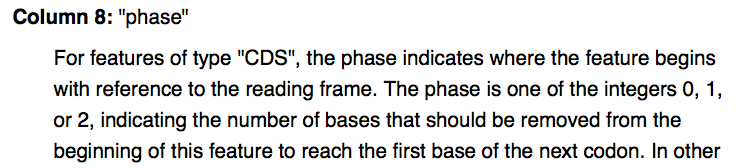 Column 8: "phase"
For features of type "CDS", the phase indicates where the feature begins
with reference to the reading frame. The phase is one of the integers 0, 1,
or 2, indicating the number of bases that should be removed from the
beginning of this feature to reach the first base of the next codon. In other